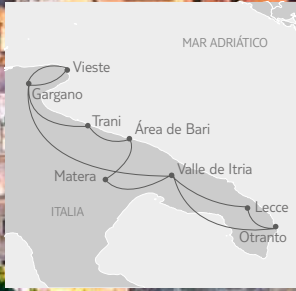 MAR ADRIÁTICO
Vieste
Gargano
Trani
Área de Bari
Matera
Valle de Itria
ITALIA
Lecce
Otranto